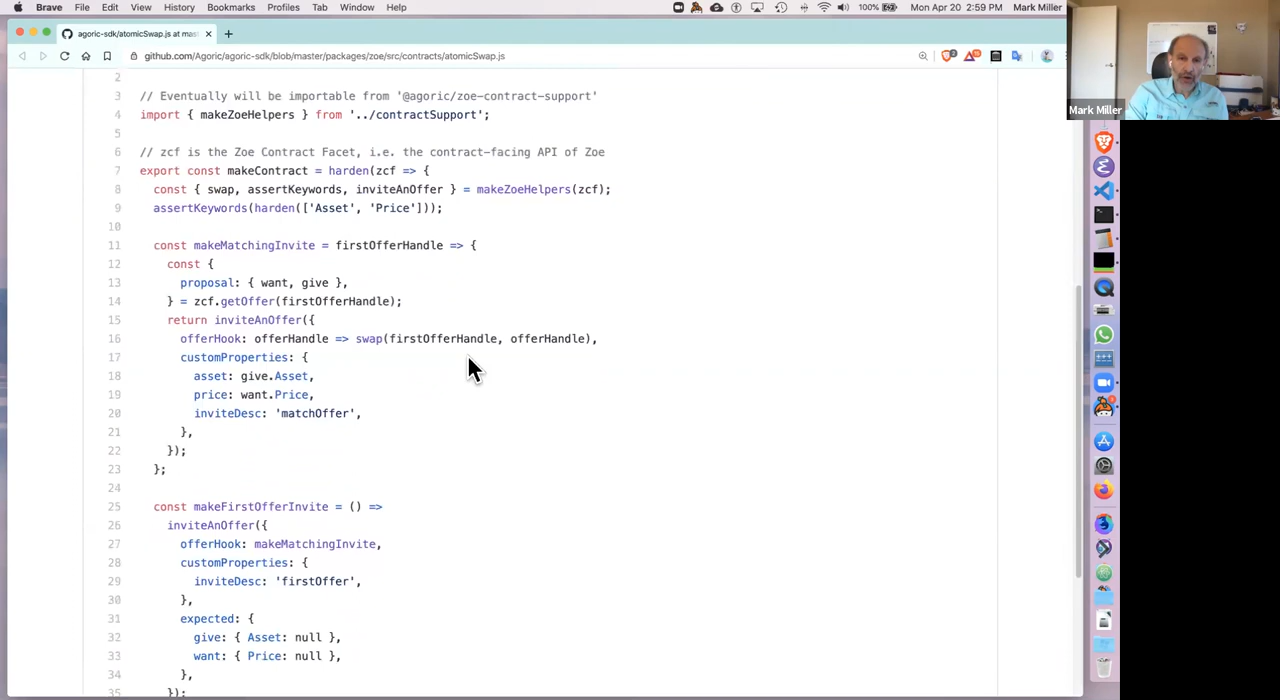 Brave File Edit View History Bookmarks Profiles Tab Window Help 100% Mon Apr 20 2:59 PM Mark Miller
agoric-sdk/atomicSwap.js at mas
github.com/Agoric/agoric-sdk/blob/master/packages/zoe/src/contracts/atomicSwap.js
Mark Miller
2
3 // Eventually will be importable from '@agoric/zoe-contract-support'
4 import { makeZoeHelpers } from '../contractSupport';
5
6 // zcf is the Zoe Contract Facet, i.e. the contract-facing API of Zoe
7 export const makeContract = harden(zcf => {
8 const { swap, assertKeywords, inviteAnOffer } = makeZoeHelpers(zcf);
9 assertKeywords(harden(['Asset', 'Price']));
10
11 const makeMatchingInvite = firstOfferHandle => {
12 const {
13 proposal: { want, give },
14 } = zcf.getOffer(firstOfferHandle);
15 return inviteAnOffer({
16 offerHook: offerHandle => swap(firstOfferHandle, offerHandle),
17 customProperties: {
18 asset: give.Asset,
19 price: want.Price,
20 inviteDesc: 'matchOffer',
21 },
22 });
23 };
24
25 const makeFirstOfferInvite = () =>
26 inviteAnOffer({
27 offerHook: makeMatchingInvite,
28 customProperties: {
29 inviteDesc: 'firstOffer',
30 },
31 expected: {
32 give: { Asset: null },
33 want: { Price: null },
34 },
35 });